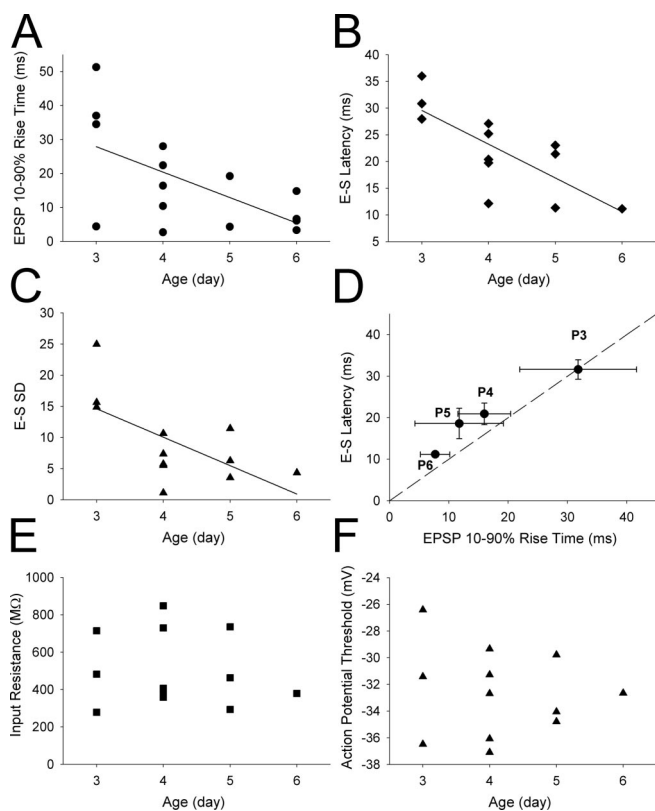 A
EPSP 10-90% Rise Time (ms)
50
40
30
20
10
0
3 4 5 6
Age (day)
B
E-S Latency (ms)
40
35
30
25
20
15
10
5
3 4 5 6
Age (day)
C
E-S SD
30
25
20
15
10
5
0
3 4 5 6
Age (day)
D
E-S Latency (ms)
40
30
20
10
0
P3
P4
P5
P6
0 10 20 30 40
EPSP 10-90% Rise Time (ms)
E
Input Resistance (MΩ)
1000
800
600
400
200
0
3 4 5 6
Age (day)
F
Action Potential Threshold (mV)
-24
-26
-28
-30
-32
-34
-36
-38
3 4 5 6
Age (day)